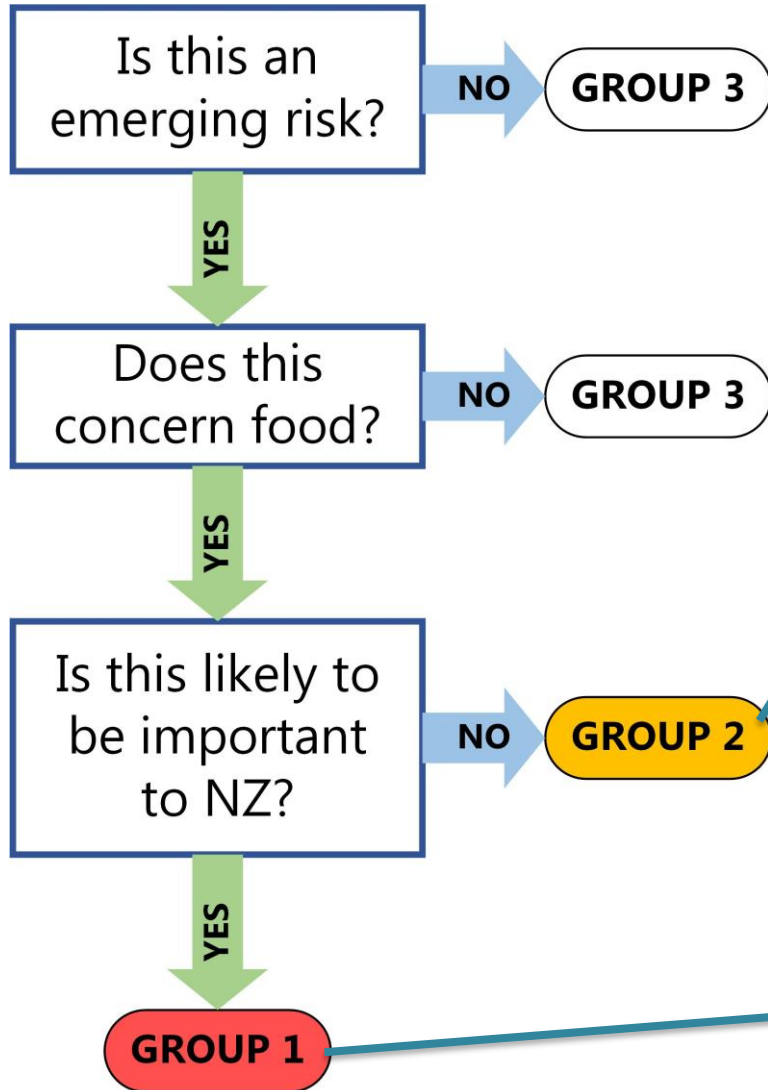 Is this an
emerging risk?
NO
GROUP 3
YES
Does this
concern food?
NO
GROUP 3
YES
Is this likely to
be important
to NZ?
NO
GROUP 2
YES
GROUP 1